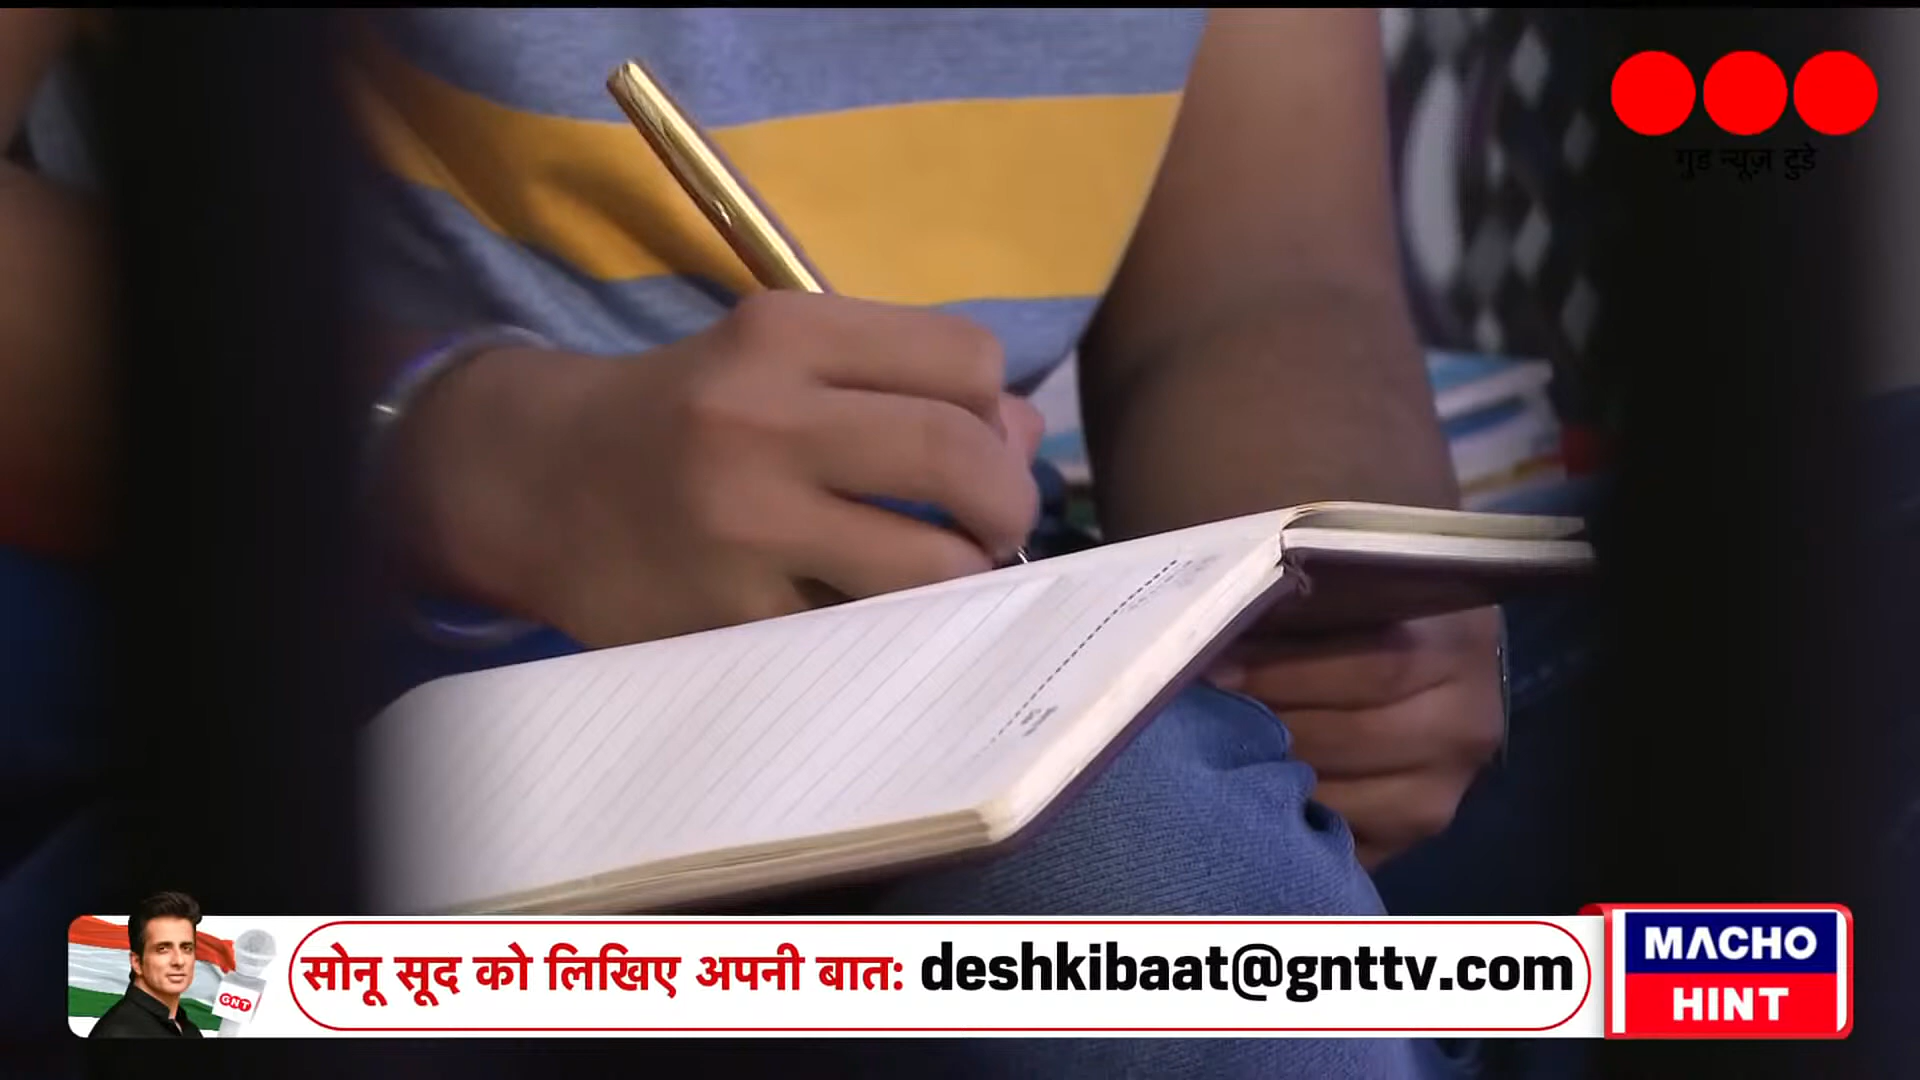 गुड न्यूज़ टुडे
सोनू सूद को लिखिए अपनी बात: deshkibaat@gnttv.com
GNT
MACHO
HINT